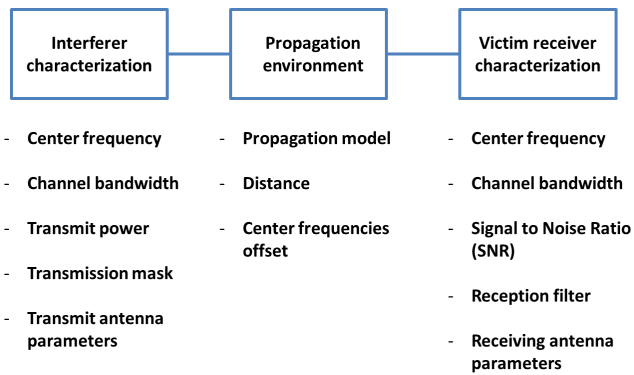 Interferer
characterization
Propagation
environment
Victim receiver
characterization
- Center frequency
- Channel bandwidth
- Transmit power
- Transmission mask
- Transmit antenna
parameters
- Propagation model
- Distance
- Center frequencies
offset
- Center frequency
- Channel bandwidth
- Signal to Noise Ratio
(SNR)
- Reception filter
- Receiving antenna
parameters